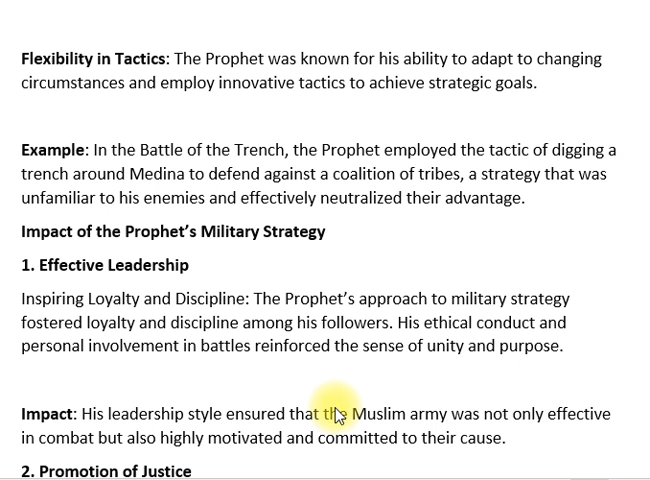 Flexibility in Tactics: The Prophet was known for his ability to adapt to changing
circumstances and employ innovative tactics to achieve strategic goals.
Example: In the Battle of the Trench, the Prophet employed the tactic of digging a
trench around Medina to defend against a coalition of tribes, a strategy that was
unfamiliar to his enemies and effectively neutralized their advantage.
Impact of the Prophet’s Military Strategy
1. Effective Leadership
Inspiring Loyalty and Discipline: The Prophet’s approach to military strategy
fostered loyalty and discipline among his followers. His ethical conduct and
personal involvement in battles reinforced the sense of unity and purpose.
Impact: His leadership style ensured that the Muslim army was not only effective
in combat but also highly motivated and committed to their cause.
2. Promotion of Justice